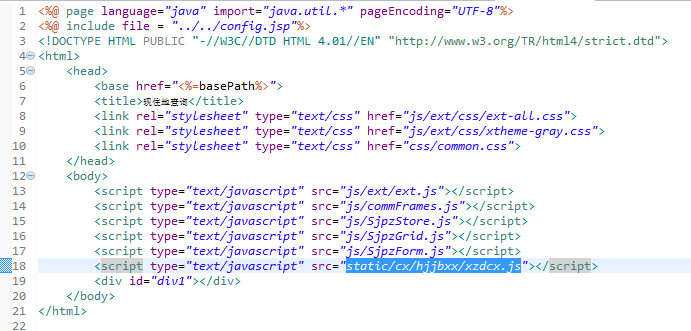 1 <%@ page language="java" import="java.util.*" pageEncoding="UTF-8"%>
2 <%@ include file = "../../config.jsp"%>
3 <!DOCTYPE HTML PUBLIC "-//W3C//DTD HTML 4.01//EN" "http://www.w3.org/TR/html4/strict.dtd">
4 <html>
5 <head>
6 <base href="<%=basePath%>">
7 <title>现住地查询</title>
8 <link rel="stylesheet" type="text/css" href="js/ext/css/ext-all.css">
9 <link rel="stylesheet" type="text/css" href="js/ext/css/xtheme-gray.css">
10 <link rel="stylesheet" type="text/css" href="css/common.css">
11 </head>
12 <body>
13 <script type="text/javascript" src="js/ext/ext.js"></script>
14 <script type="text/javascript" src="js/commFrames.js"></script>
15 <script type="text/javascript" src="js/SjpzStore.js"></script>
16 <script type="text/javascript" src="js/SjpzGrid.js"></script>
17 <script type="text/javascript" src="js/SjpzForm.js"></script>
18 <script type="text/javascript" src="static/cx/hjjbxx/xzdcx.js"></script>
19 <div id="div1"></div>
20 </body>
21 </html>
22